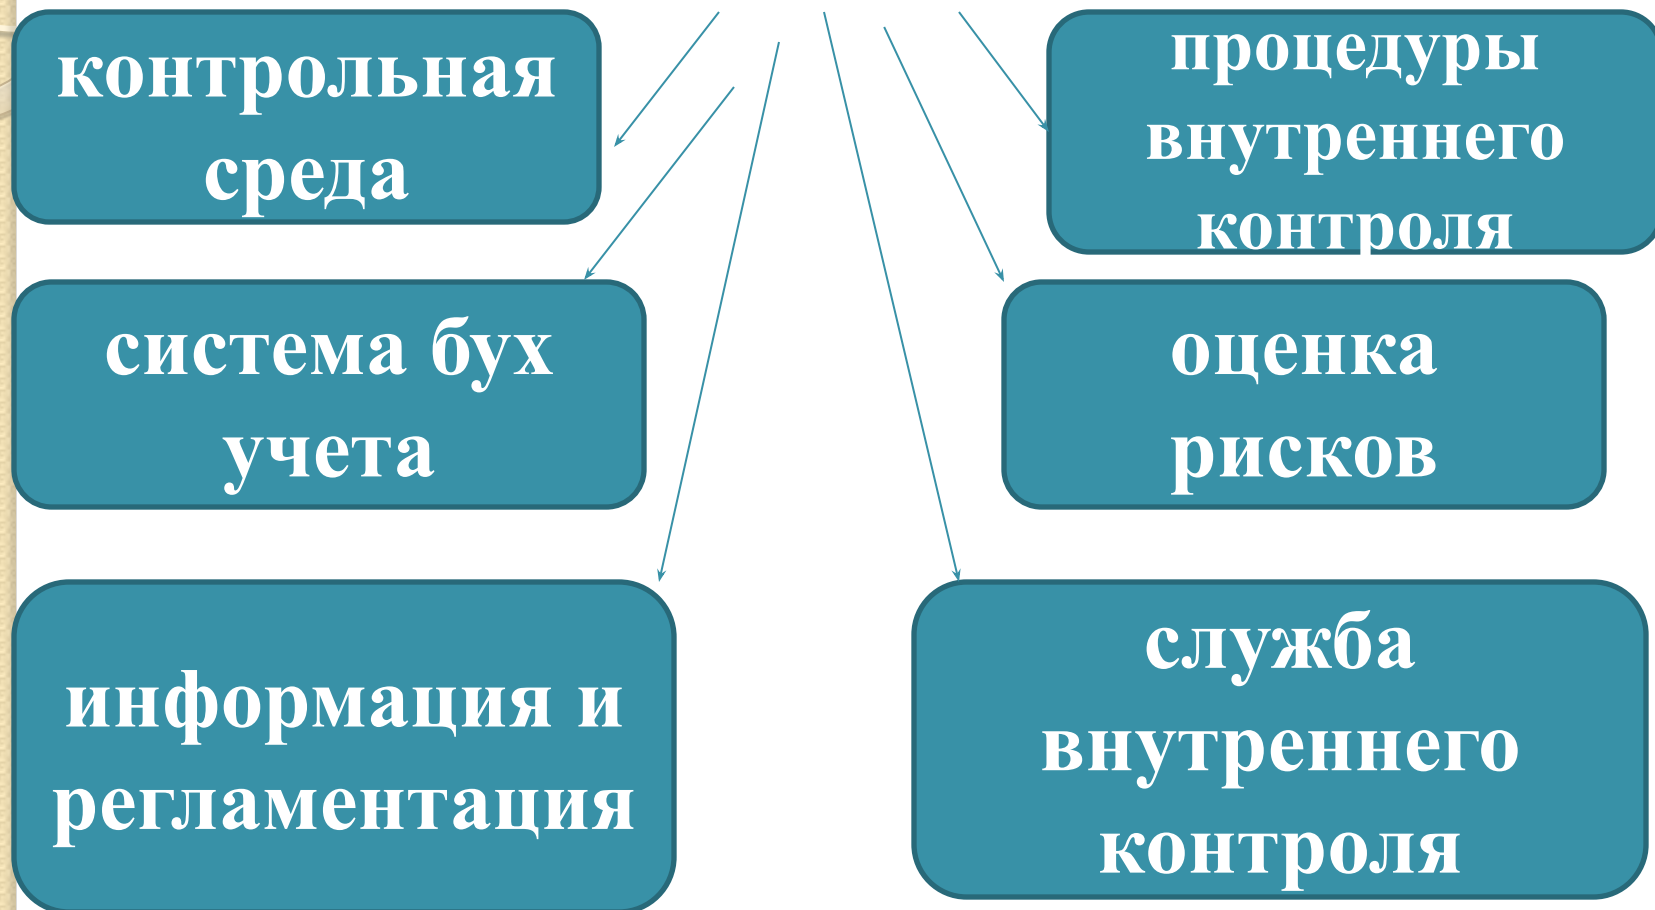 контрольная
среда
процедуры
внутреннего
контроля
система бух
учета
оценка
рисков
информация и
регламентация
служба
внутреннего
контроля